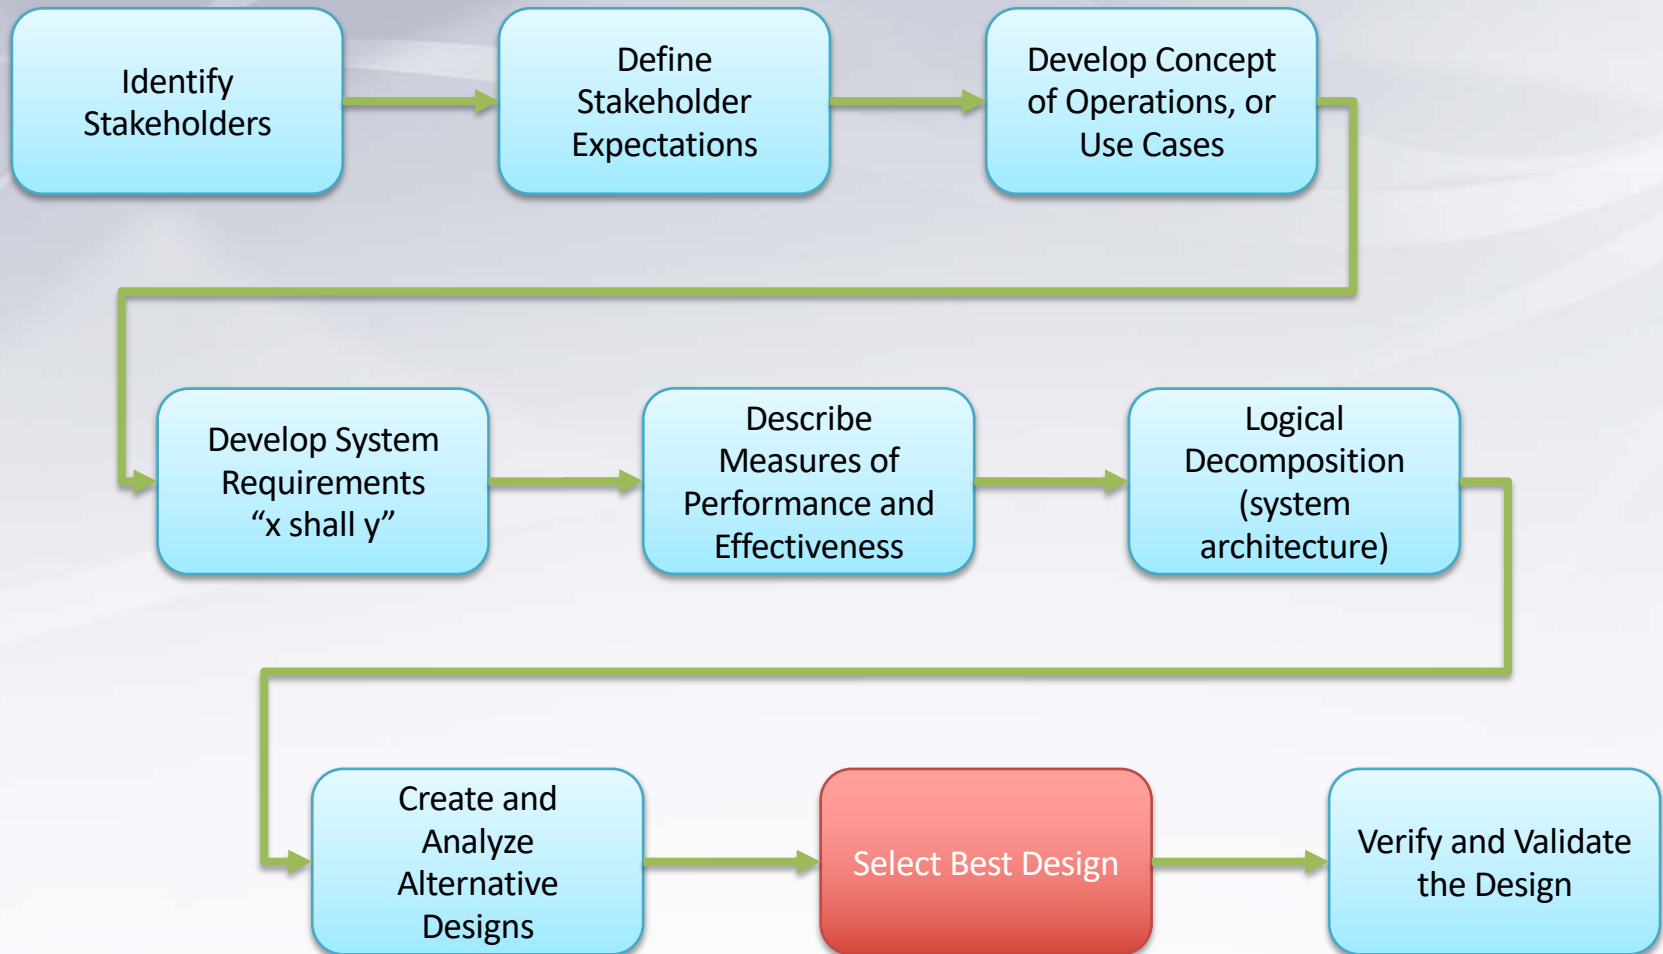 Identify
Stakeholders
Define
Stakeholder
Expectations
Develop Concept
of Operations, or
Use Cases
Develop System
Requirements
“x shall y”
Describe
Measures of
Performance and
Effectiveness
Logical
Decomposition
(system
architecture)
Create and
Analyze
Alternative
Designs
Select Best Design
Verify and Validate
the Design